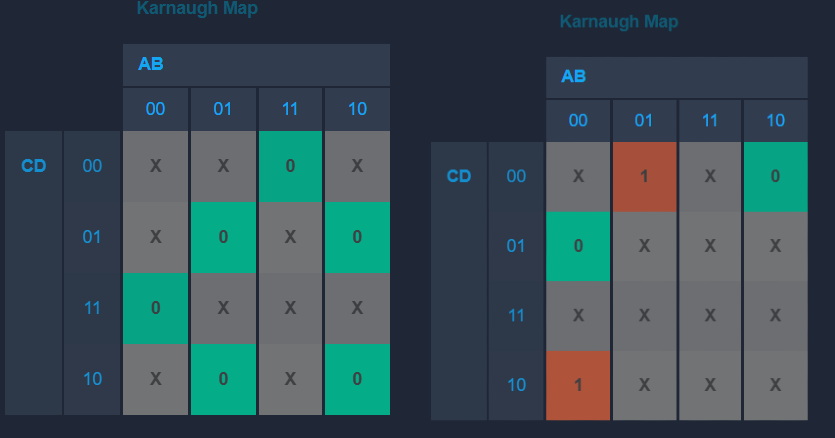 Karnaugh Map
AB
00 01 11 10
CD 00 X X 0 X
01 X 0 X 0
11 0 X X X
10 X 0 X 0
Karnaugh Map
AB
00 01 11 10
CD 00 X 1 X 0
01 0 X X X
11 X X X X
10 1 X X X